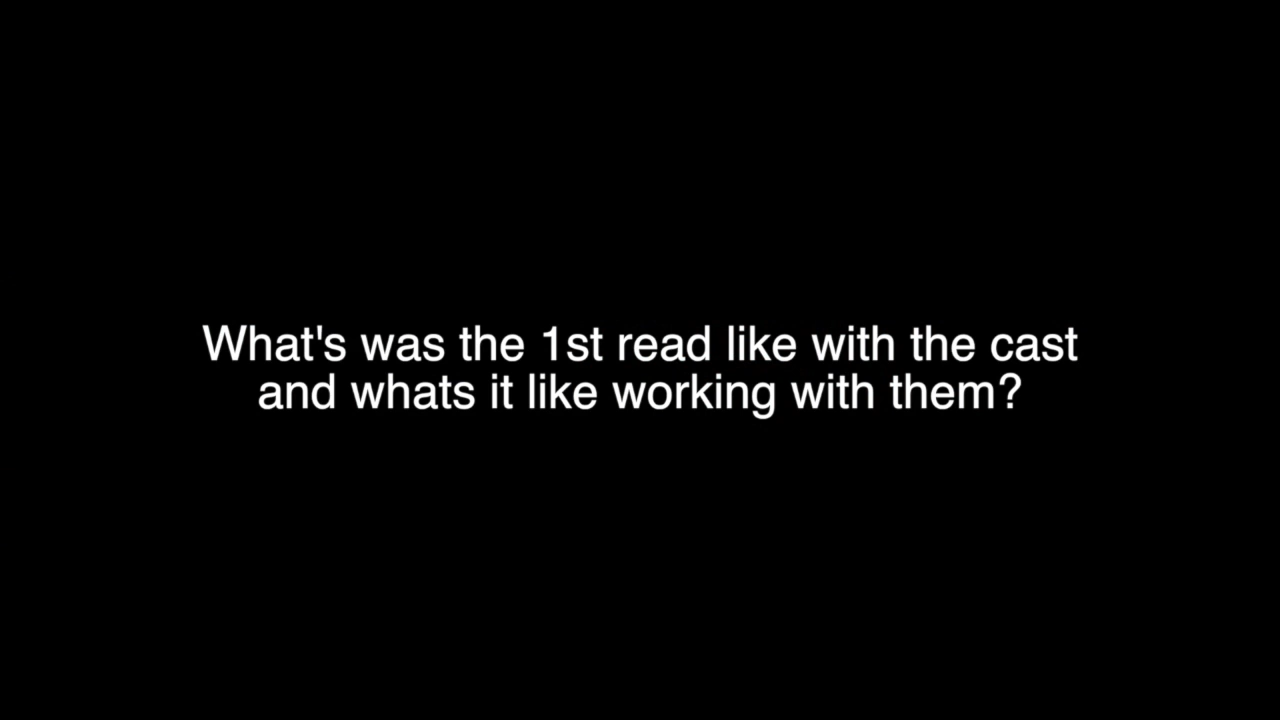 What's was the 1st read like with the cast
and whats it like working with them?